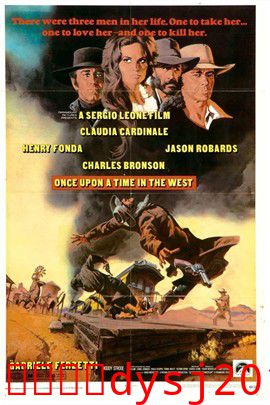 There were three men in her life. One to take her...
one to love her—and one to kill her.
A SERGIO LEONE FILM
CLAUDIA CARDINALE
HENRY FONDA
JASON ROBARDS
CHARLES BRONSON
ONCE UPON A TIME IN THE WEST
GABRIELE FERZETTI
WOODY STRODE
dysj20